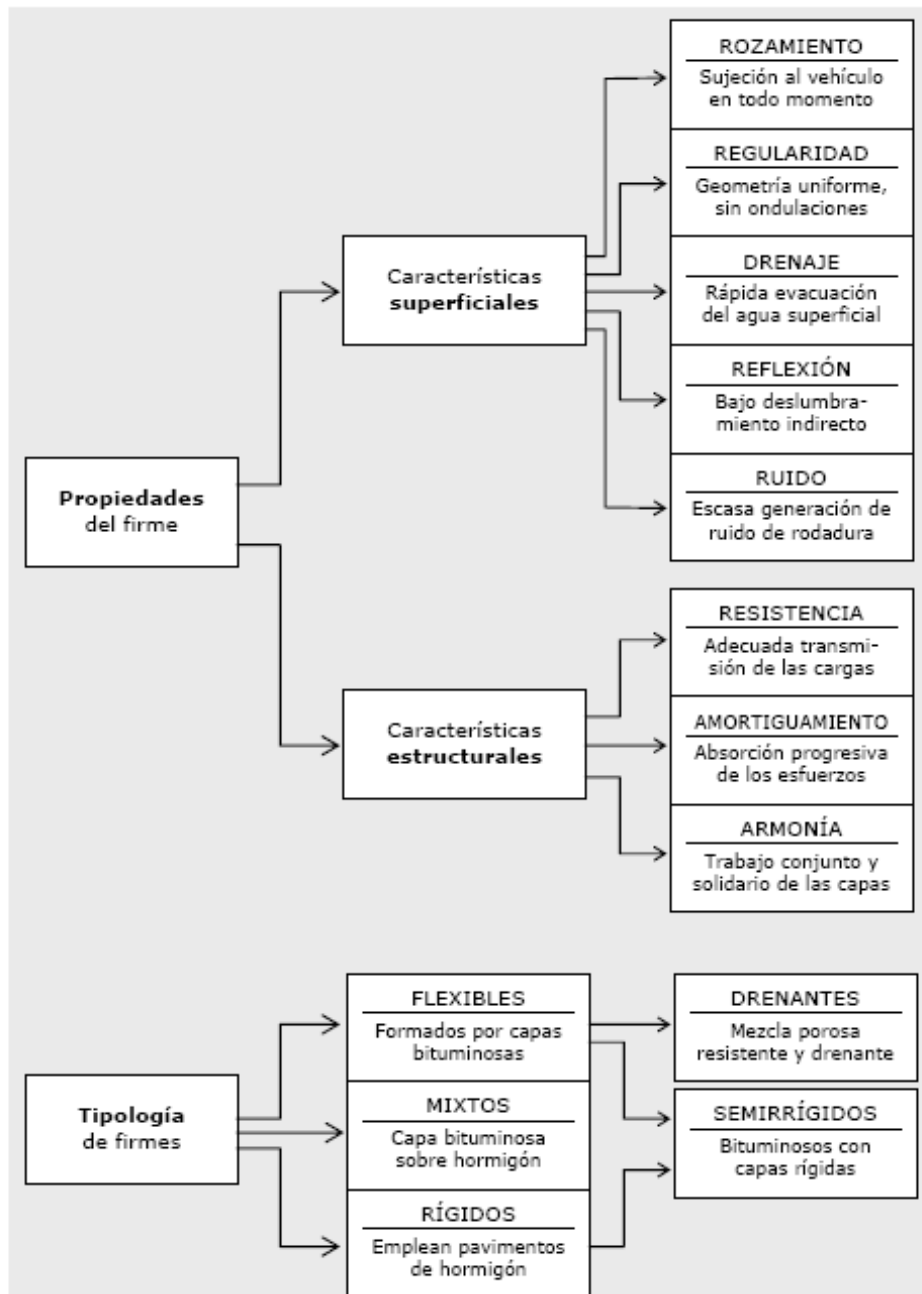 ROZAMIENTO
Sujeción al vehículo
en todo momento
REGULARIDAD
Geometría uniforme,
sin ondulaciones
Características
superficiales
DRENAJE
Rápida evacuación
del agua superficial
REFLEXIÓN
Bajo deslumbra-
miento indirecto
Propiedades
del firme
RUIDO
Escasa generación de
ruido de rodadura
RESISTENCIA
Adecuada transmi-
sión de las cargas
Características
estructurales
AMORTIGUAMIENTO
Absorción progresiva
de los esfuerzos
ARMONÍA
Trabajo conjunto y
solidario de las capas
FLEXIBLES
Formados por capas
bituminosas
DRENANTES
Mezcla porosa
resistente y drenante
Tipología
de firmes
MIXTOS
Capa bituminosa
sobre hormigón
SEMIRRÍGIDOS
Bituminosos con
capas rígidas
RÍGIDOS
Emplean pavimentos
de hormigón